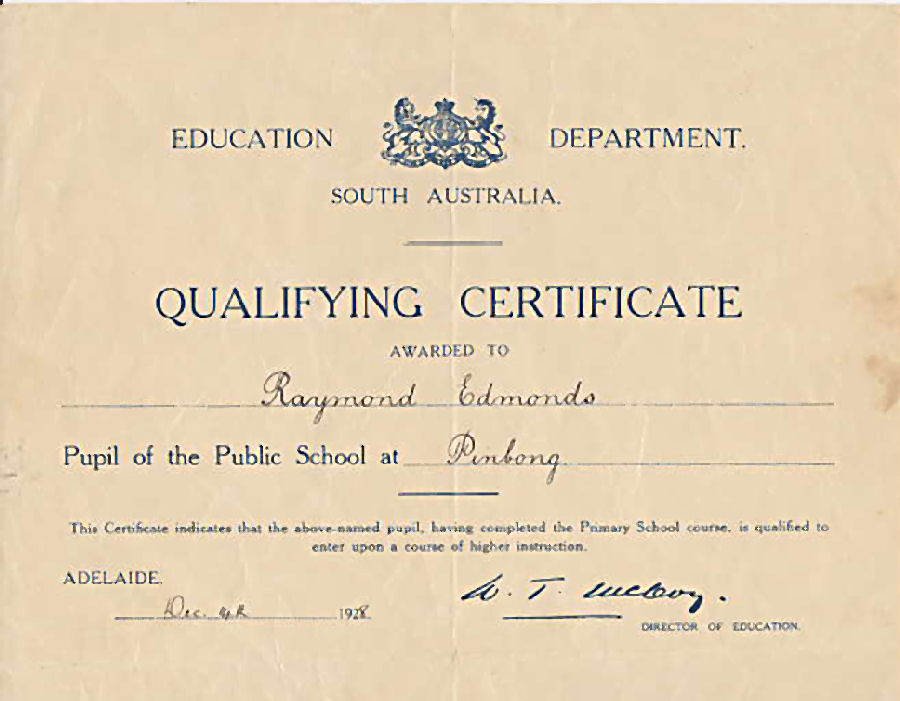 EDUCATION DEPARTMENT.
SOUTH AUSTRALIA.
QUALIFYING CERTIFICATE
AWARDED TO
Raymond Edmonds
Pupil of the Public School at Pinbong
This Certificate indicates that the above-named pupil, having completed the Primary School course, is qualified to
enter upon a course of higher instruction.
ADELAIDE.
W. T. McCoy.
Dec. 4th 1928
DIRECTOR OF EDUCATION.